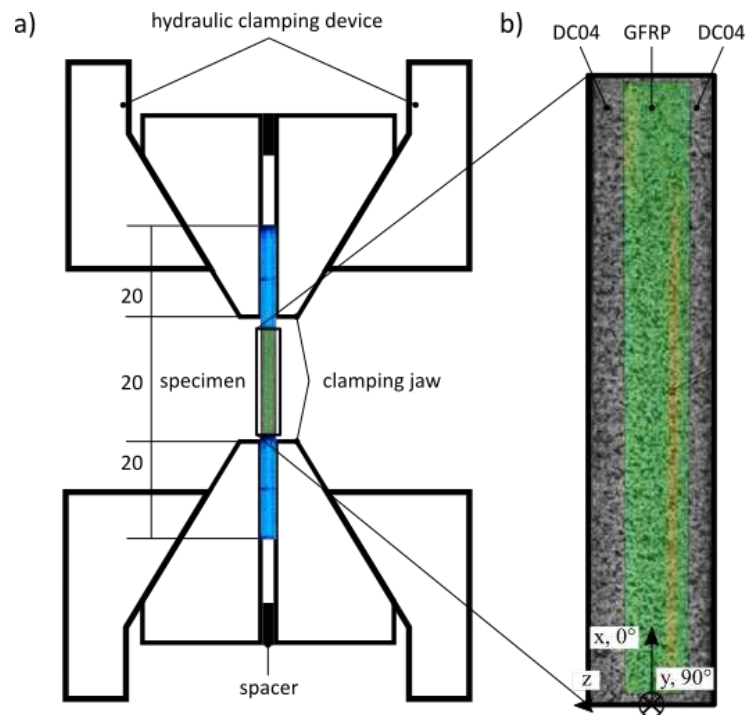 a)
hydraulic clamping device
20
20
specimen
clamping jaw
20
spacer
b)
DC04 GFRP DC04
x, 0°
z
y, 90°